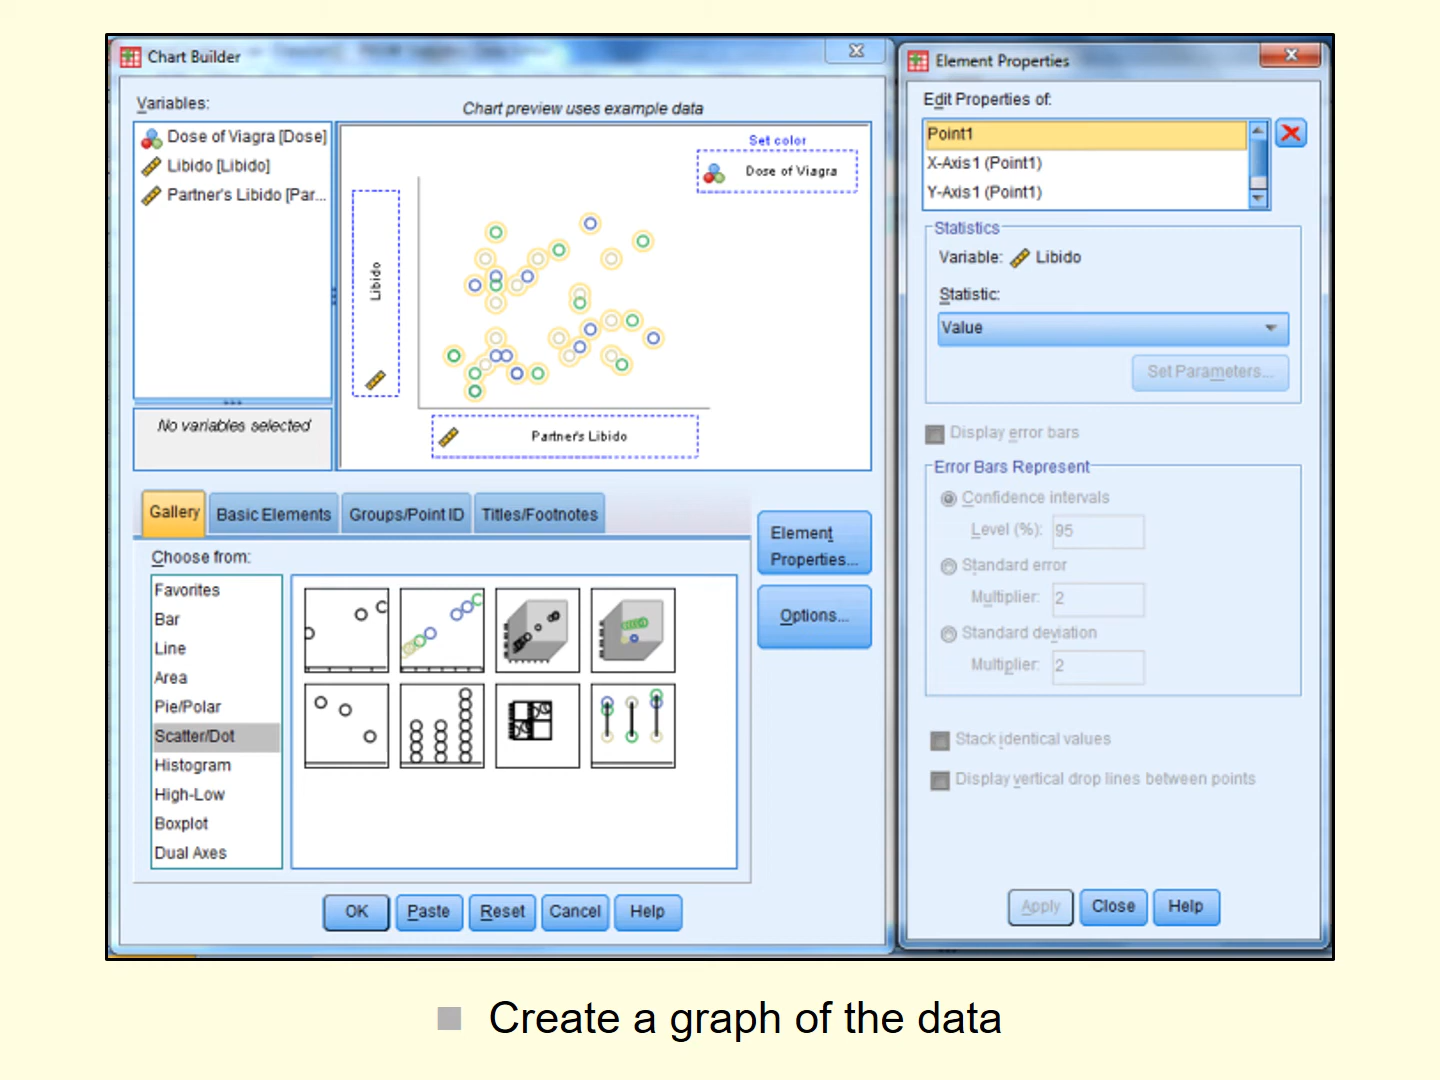 Chart Builder
Variables:
Dose of Viagra [Dose]
Libido [Libido]
Partner's Libido [Par...
No variables selected
Chart preview uses example data
Set color
Dose of Viagra
Libido
Partner's Libido
Gallery
Basic Elements
Groups/Point ID
Titles/Footnotes
Choose from:
Favorites
Bar
Line
Area
Pie/Polar
Scatter/Dot
Histogram
High-Low
Boxplot
Dual Axes
Element
Properties...
Options...
OK
Paste
Reset
Cancel
Help
Element Properties
Edit Properties of:
Point1
X-Axis1 (Point1)
Y-Axis1 (Point1)
Statistics
Variable: Libido
Statistic:
Value
Set Parameters...
Display error bars
Error Bars Represent
Confidence intervals
Level (%): 95
Standard error
Multiplier: 2
Standard deviation
Multiplier: 2
Stack identical values
Display vertical drop lines between points
Apply
Close
Help
Create a graph of the data